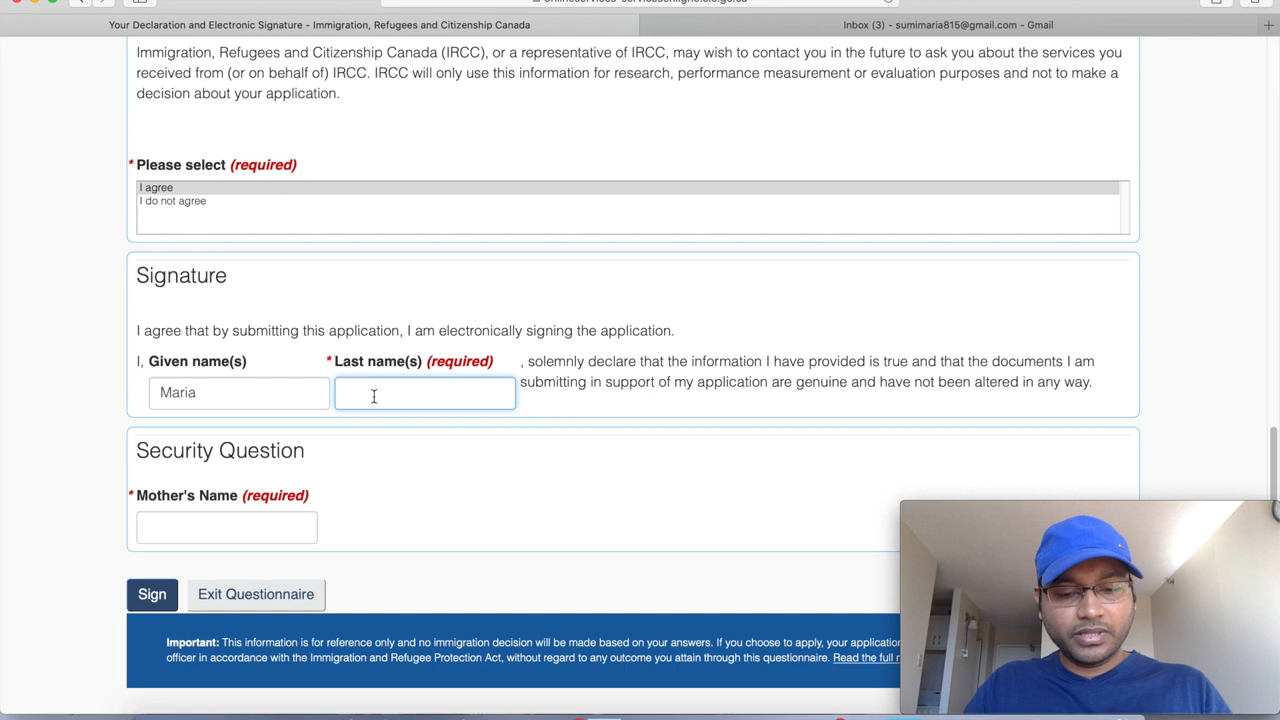 Your Declaration and Electronic Signature - Immigration, Refugees and Citizenship Canada
Inbox (3) - sumimaria815@gmail.com - Gmail
Immigration, Refugees and Citizenship Canada (IRCC), or a representative of IRCC, may wish to contact you in the future to ask you about the services you
received from (or on behalf of) IRCC. IRCC will only use this information for research, performance measurement or evaluation purposes and not to make a
decision about your application.
* Please select (required)
I agree
I do not agree
Signature
I agree that by submitting this application, I am electronically signing the application.
I, Given name(s) * Last name(s) (required) , solemnly declare that the information I have provided is true and that the documents I am
submitting in support of my application are genuine and have not been altered in any way.
Maria
Security Question
* Mother's Name (required)
Sign Exit Questionnaire
Important: This information is for reference only and no immigration decision will be made based on your answers. If you choose to apply, your application
officer in accordance with the Immigration and Refugee Protection Act, without regard to any outcome you attain through this questionnaire. Read the full